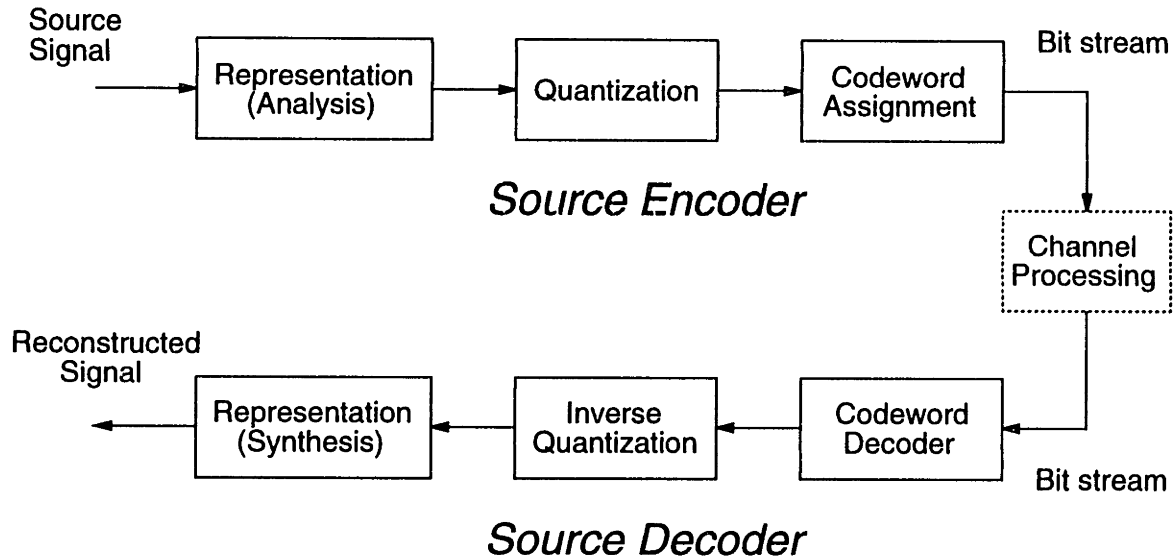 Source
Signal
Representation
(Analysis)
Quantization
Codeword
Assignment
Bit stream
Source Encoder
Channel
Processing
Reconstructed
Signal
Representation
(Synthesis)
Inverse
Quantization
Codeword
Decoder
Bit stream
Source Decoder